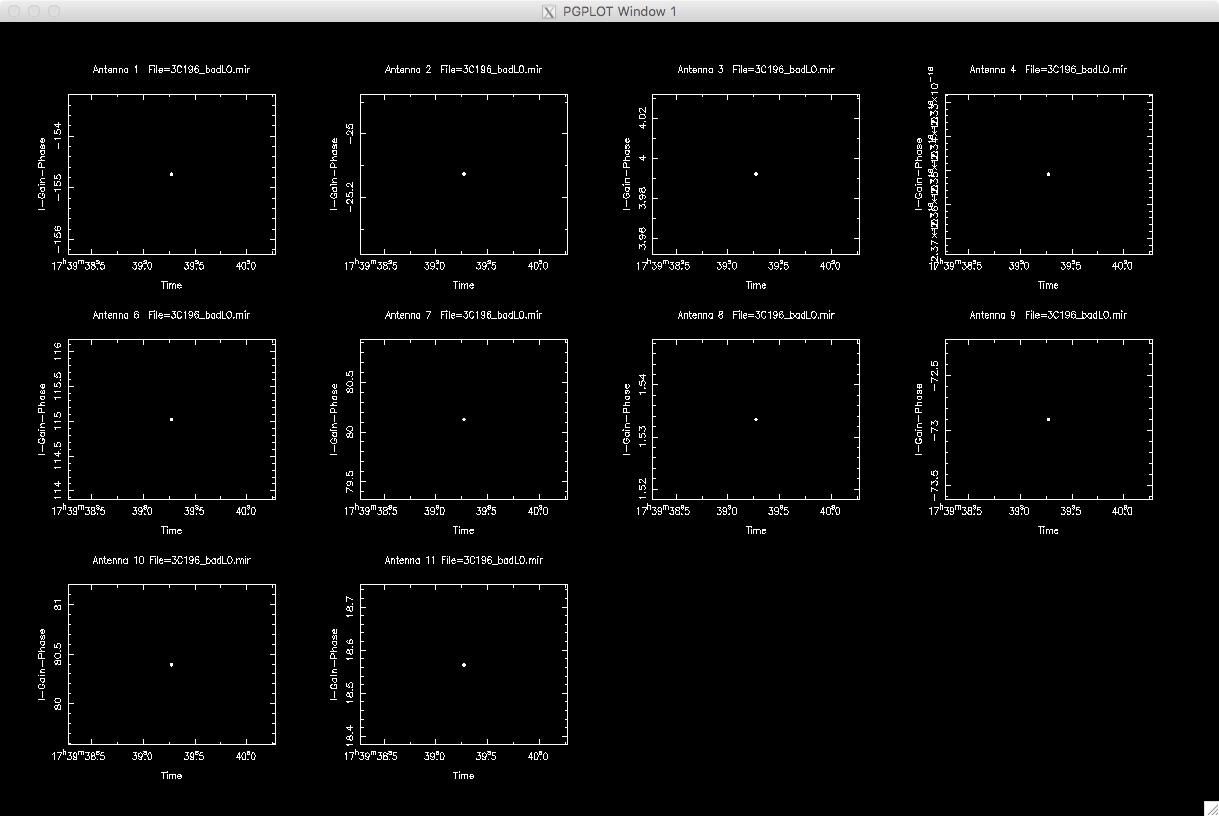 PGPLOT Window 1
Antenna 1 File=3C196_badLO.mir
Antenna 2 File=3C196_badLO.mir
Antenna 3 File=3C196_badLO.mir
Antenna 4 File=3C196_badLO.mir
I-Gain-Phase
-154
-155
-156
I-Gain-Phase
-25
-25.2
I-Gain-Phase
4.02
4
3.98
3.96
I-Gain-Phase
17h39m38s.5 39s.0 39s.5 40s.0
17h39m38s.5 39s.0 39s.5 40s.0
17h39m38s.5 39s.0 39s.5 40s.0
17h39m38s.5 39s.0 39s.5 40s.0
Time
Time
Time
Time
Antenna 6 File=3C196_badLO.mir
Antenna 7 File=3C196_badLO.mir
Antenna 8 File=3C196_badLO.mir
Antenna 9 File=3C196_badLO.mir
I-Gain-Phase
116
115.5
115
114.5
114
I-Gain-Phase
80.5
80
79.5
I-Gain-Phase
1.54
1.53
1.52
I-Gain-Phase
-72.5
-73
-73.5
17h39m38s.5 39s.0 39s.5 40s.0
17h39m38s.5 39s.0 39s.5 40s.0
17h39m38s.5 39s.0 39s.5 40s.0
17h39m38s.5 39s.0 39s.5 40s.0
Time
Time
Time
Time
Antenna 10 File=3C196_badLO.mir
Antenna 11 File=3C196_badLO.mir
I-Gain-Phase
81
80.5
80
I-Gain-Phase
18.7
18.6
18.5
18.4
17h39m38s.5 39s.0 39s.5 40s.0
17h39m38s.5 39s.0 39s.5 40s.0
Time
Time